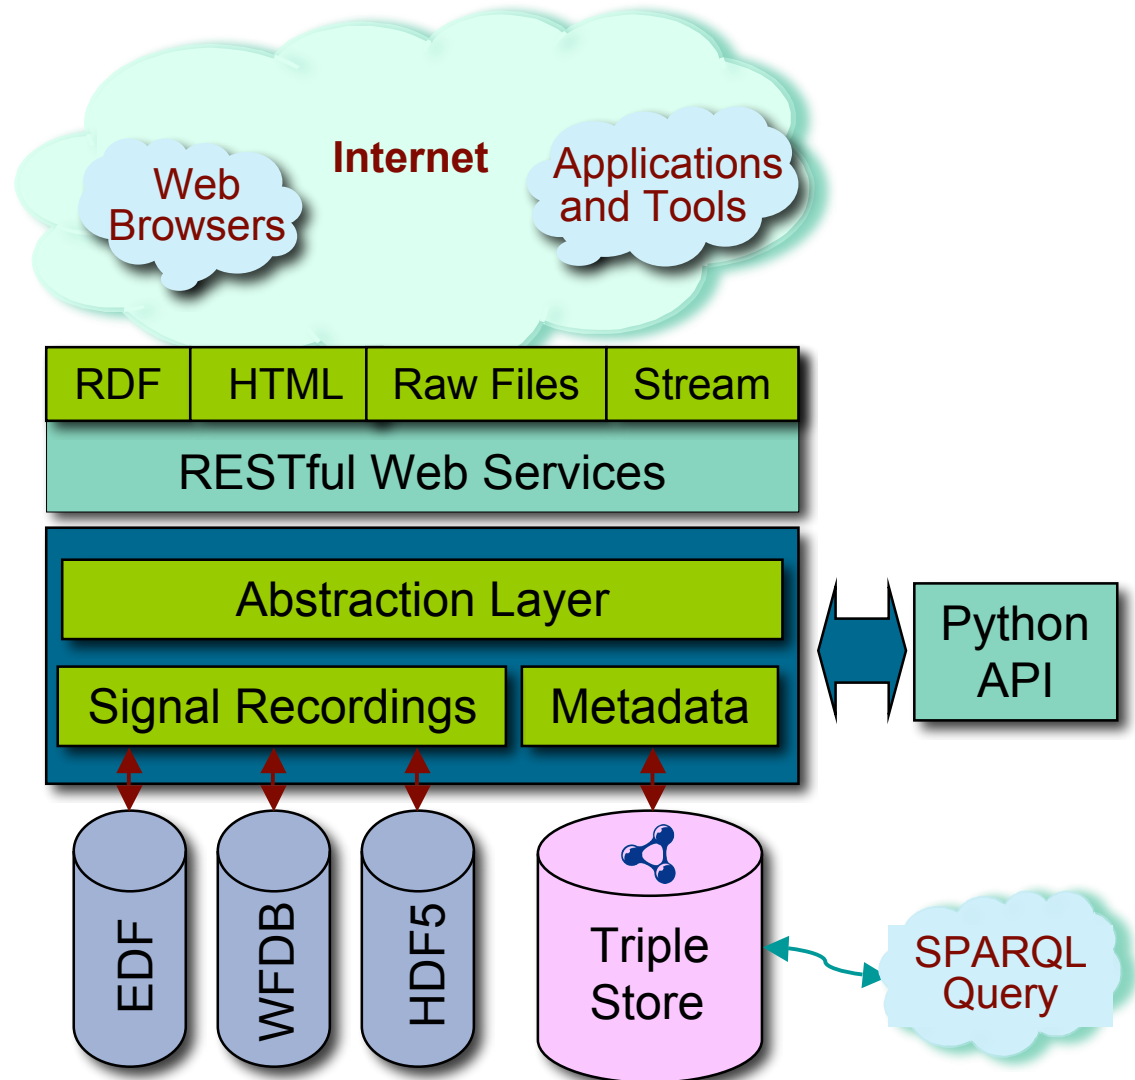 Internet
Web
Browsers
Applications
and Tools
RDF
HTML
Raw Files
Stream
RESTful Web Services
Abstraction Layer
Signal Recordings
Metadata
Python
API
EDF
WFDB
HDF5
Triple
Store
SPARQL
Query